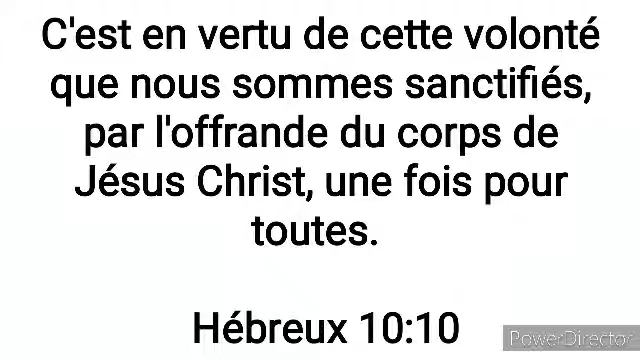 C'est en vertu de cette volonté
que nous sommes sanctifiés,
par l'offrande du corps de
Jésus Christ, une fois pour
toutes.
Hébreux 10:10
PowerDirector